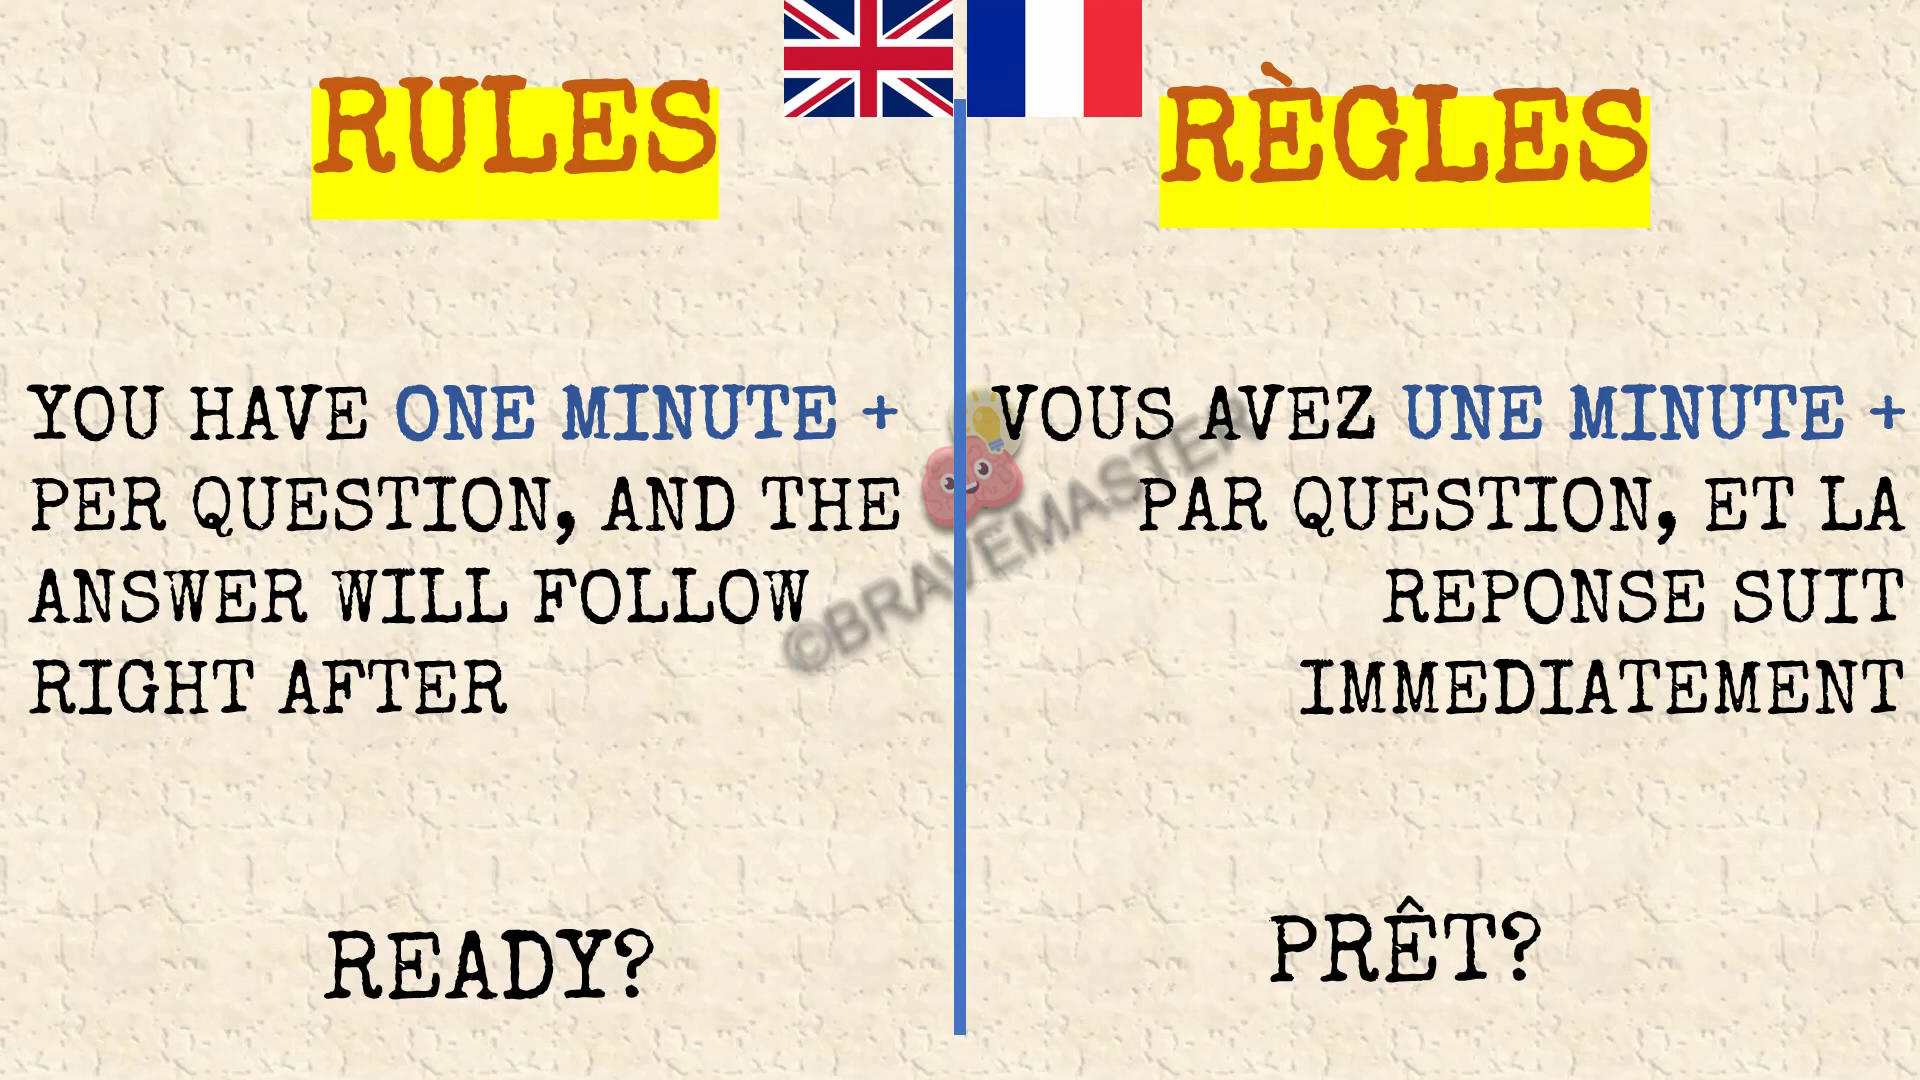 RULES
YOU HAVE ONE MINUTE +
PER QUESTION, AND THE
ANSWER WILL FOLLOW
RIGHT AFTER
READY?
RÈGLES
VOUS AVEZ UNE MINUTE +
PAR QUESTION, ET LA
REPONSE SUIT
IMMEDIATEMENT
PRÊT?
©BRAVEMASTER